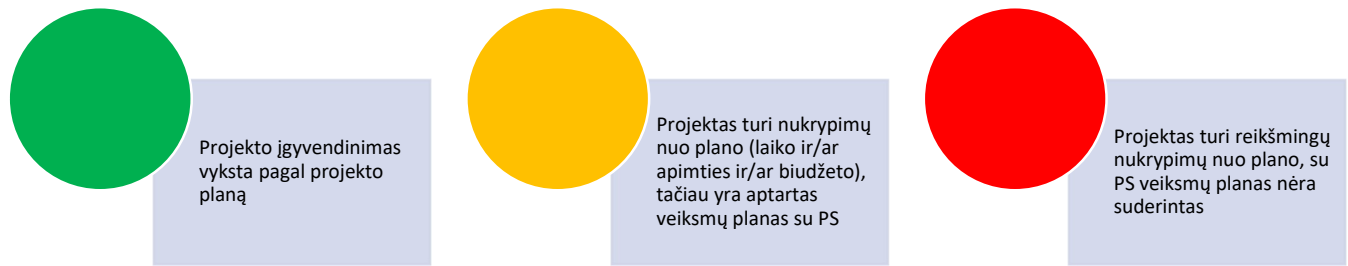 Projekto įgyvendinimas
vyksta pagal projekto
planą
Projektas turi nukrypimų
nuo plano (laiko ir/ar
apimties ir/ar biudžeto),
tačiau yra aptartas
veiksmų planas su PS
Projektas turi reikšmingų
nukrypimų nuo plano, su
PS veiksmų planas nėra
suderintas